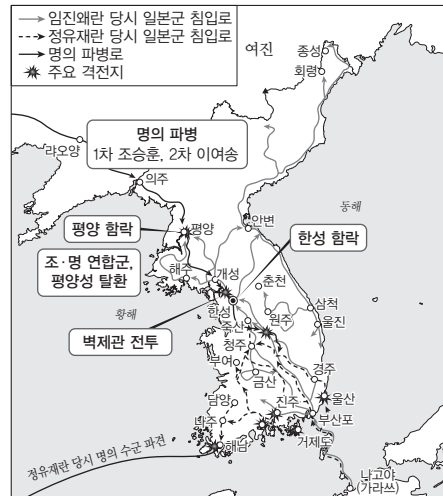 임진왜란 당시 일본군 침입로
정유재란 당시 일본군 침입로
명의 파병로
주요 격전지
여진
종성
회령
명의 파병
1차 조승훈, 2차 이여송
랴오양
의주
동해
평양 함락
평양
안변
한성 함락
조·명 연합군,
평양성 탈환
해주
개성
춘천
황해
한성
삼척
벽제관 전투
죽산
원주
울진
청주
부여
금산
경주
담양
진주
울산
나주
부산포
해남
거제도
정유재란 당시 명의 수군 파견
나고야
(가라쓰)